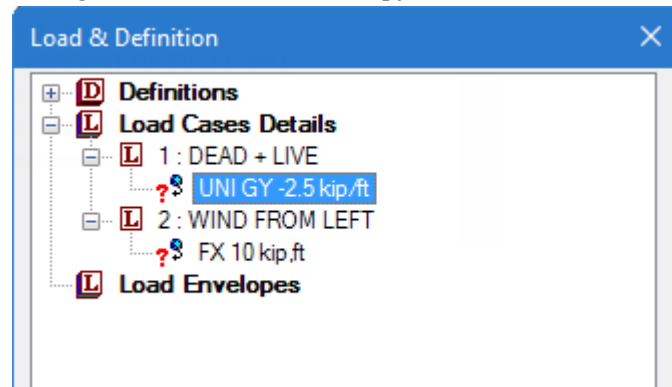 Load & Definition
D Definitions
L Load Cases Details
L 1 : DEAD + LIVE
? UNI GY -2.5 kip/ft
L 2 : WIND FROM LEFT
? FX 10 kip,ft
L Load Envelopes